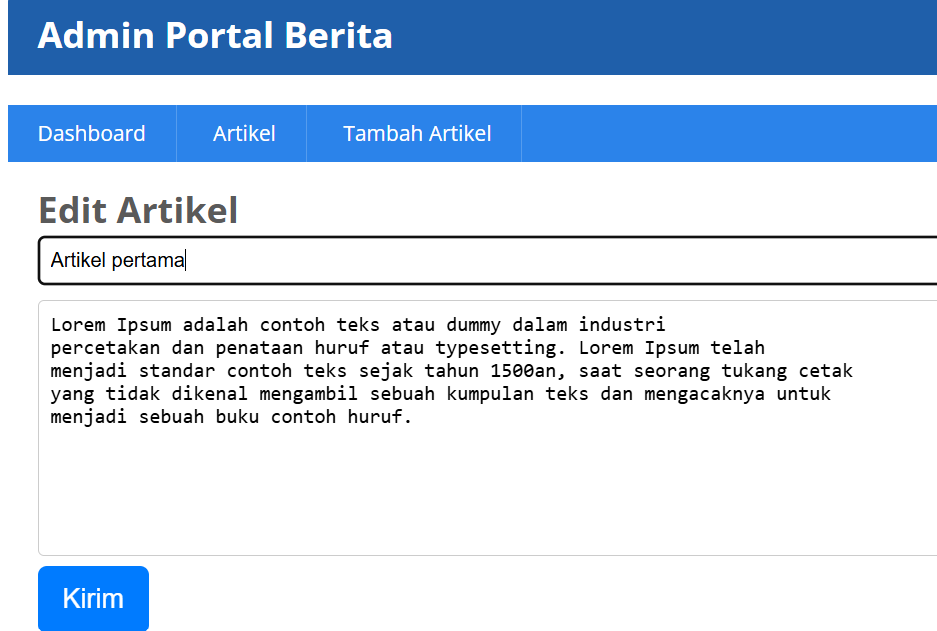 Admin Portal Berita
Dashboard Artikel Tambah Artikel
Edit Artikel
Artikel pertama
Lorem Ipsum adalah contoh teks atau dummy dalam industri
percetakan dan penataan huruf atau typesetting. Lorem Ipsum telah
menjadi standar contoh teks sejak tahun 1500an, saat seorang tukang cetak
yang tidak dikenal mengambil sebuah kumpulan teks dan mengacaknya untuk
menjadi sebuah buku contoh huruf.
Kirim